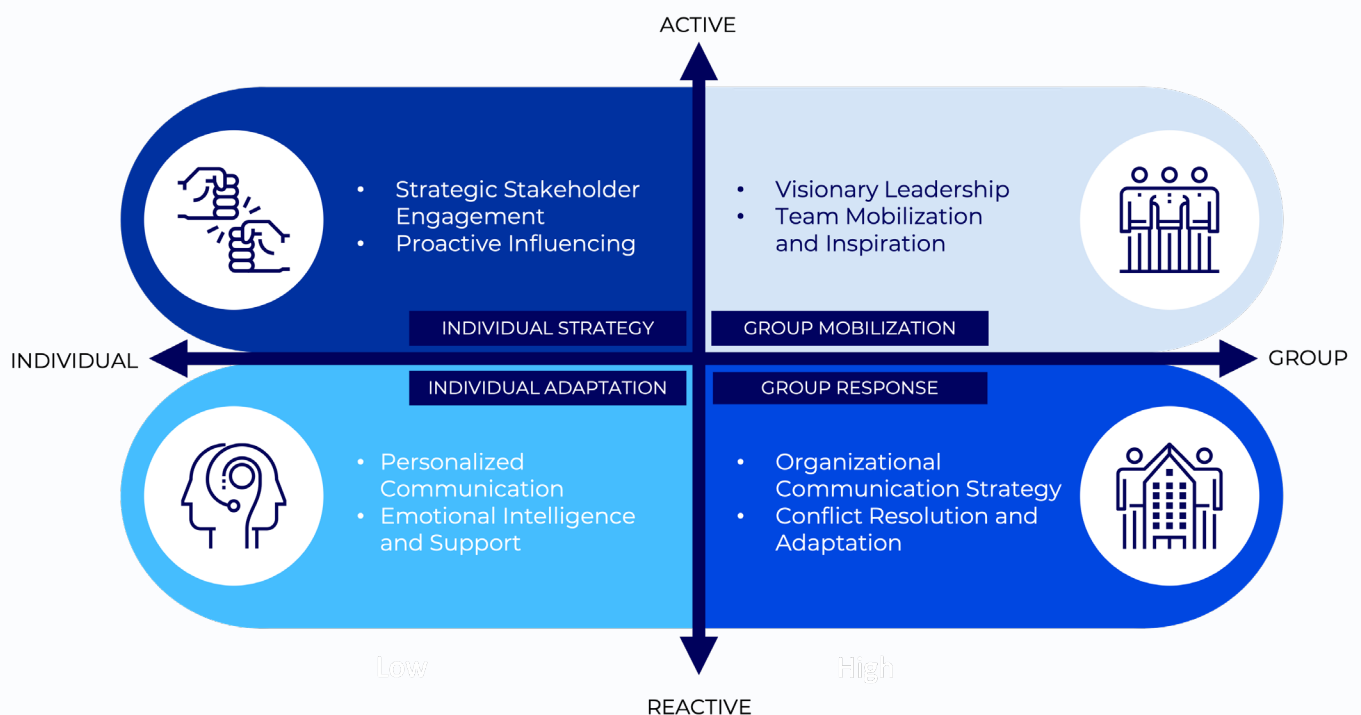 ACTIVE
• Strategic Stakeholder
Engagement
• Proactive Influencing
• Visionary Leadership
• Team Mobilization
and Inspiration
INDIVIDUAL STRATEGY
GROUP MOBILIZATION
INDIVIDUAL
GROUP
INDIVIDUAL ADAPTATION
GROUP RESPONSE
• Personalized
Communication
• Emotional Intelligence
and Support
• Organizational
Communication Strategy
• Conflict Resolution and
Adaptation
Low
High
REACTIVE